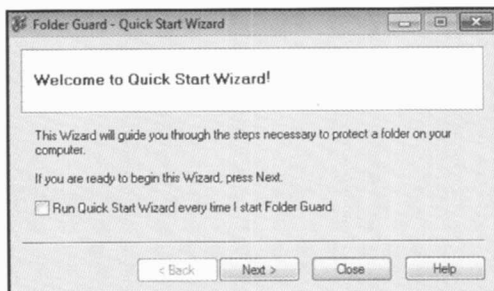 Folder Guard - Quick Start Wizard
Welcome to Quick Start Wizard!
This Wizard will guide you through the steps necessary to protect a folder on your
computer.
If you are ready to begin this Wizard, press Next.
Run Quick Start Wizard every time I start Folder Guard
< Back Next > Close Help